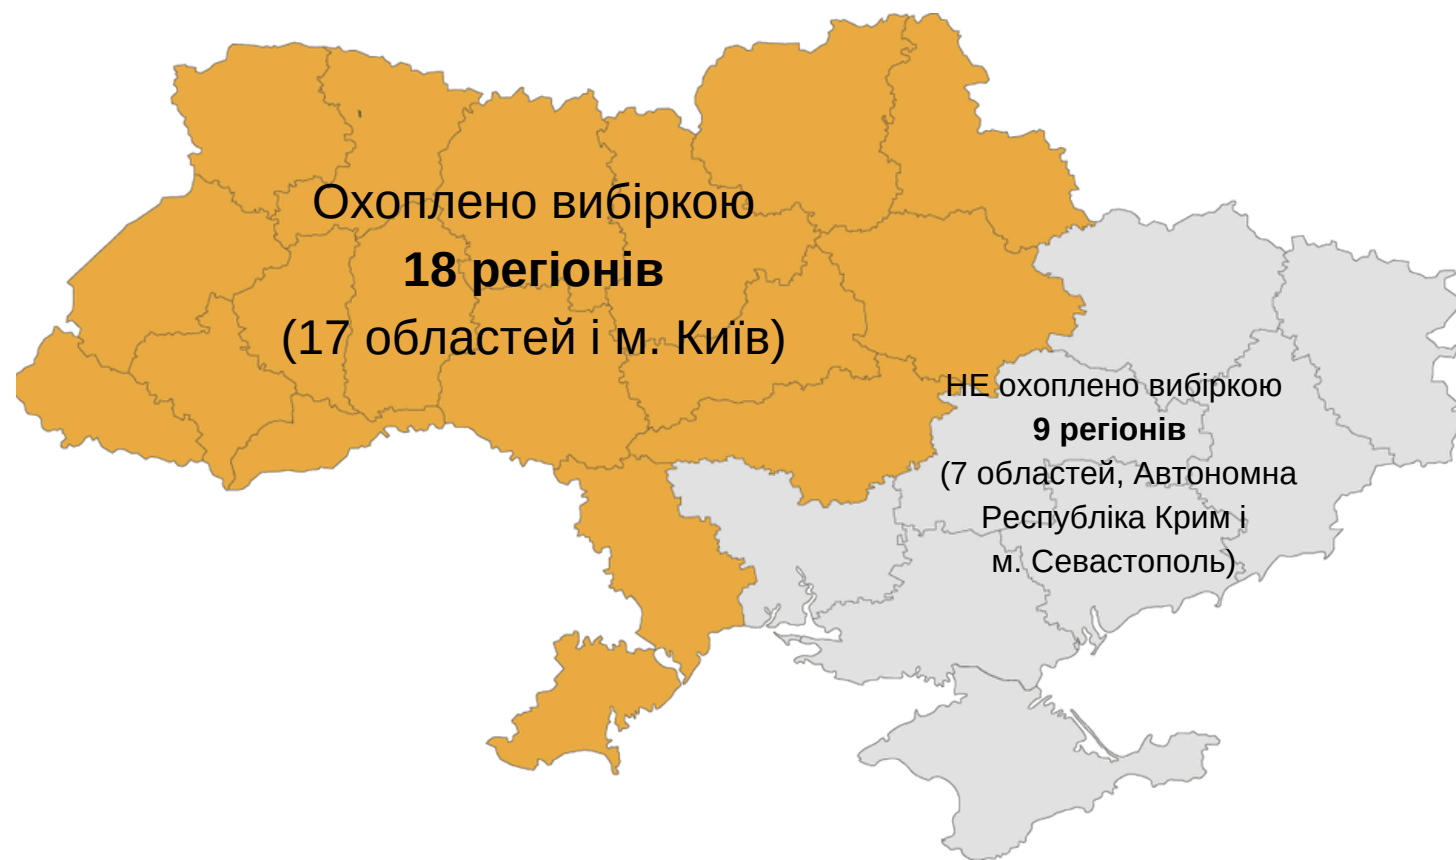 Охоплено вибіркою
18 регіонів
(17 областей і м. Київ)
НЕ охоплено вибіркою
9 регіонів
(7 областей, Автономна
Республіка Крим і
м. Севастополь)